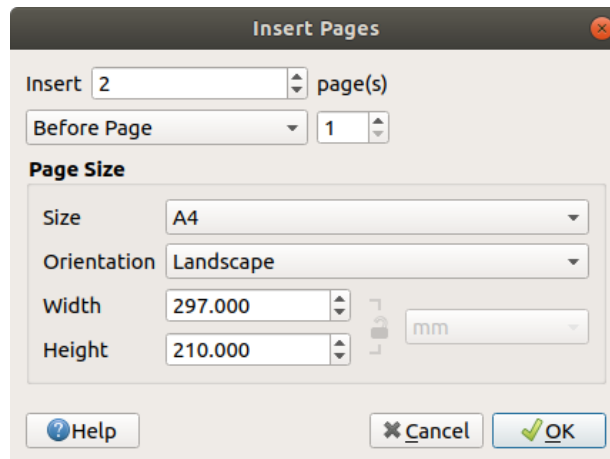 Insert Pages
Insert 2 page(s)
Before Page 1
Page Size
Size A4
Orientation Landscape
Width 297.000
mm
Height 210.000
Help Cancel OK